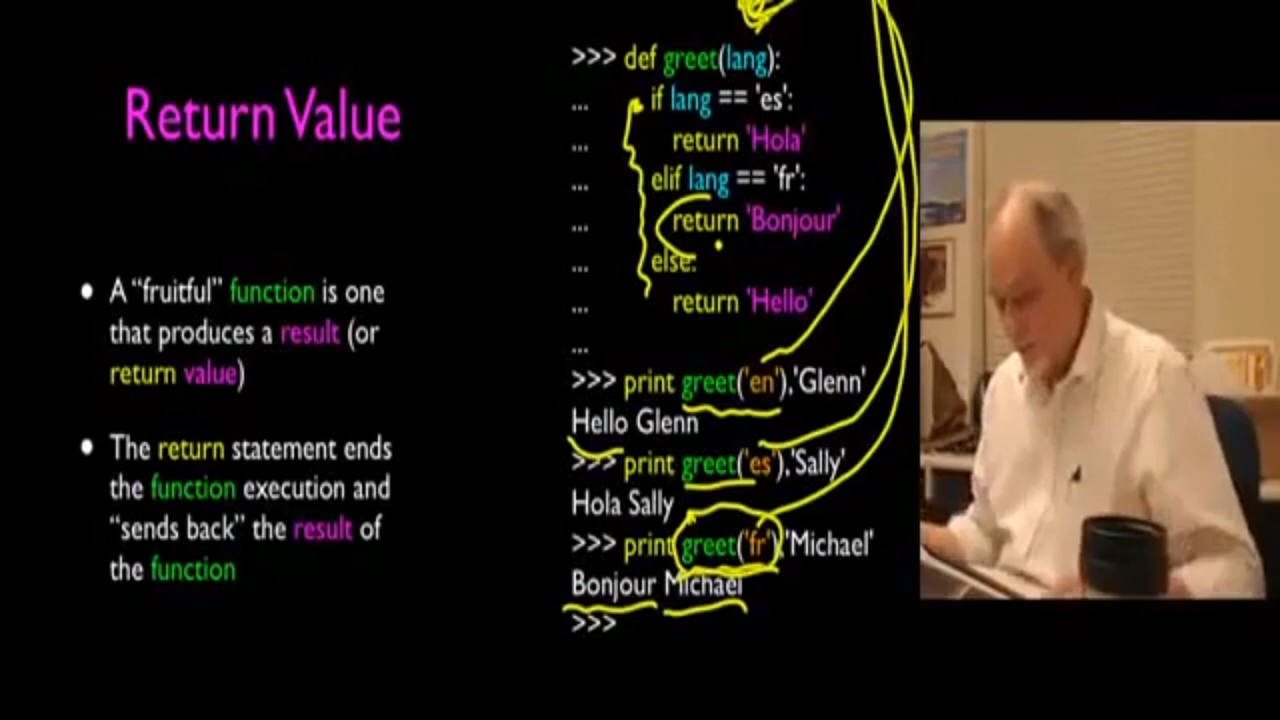 Return Value
• A “fruitful” function is one
that produces a result (or
return value)
• The return statement ends
the function execution and
“sends back” the result of
the function
>>> def greet(lang):
... if lang == 'es':
... return 'Hola'
... elif lang == 'fr':
... return 'Bonjour'
... else:
... return 'Hello'
...
>>> print greet('en'),'Glenn'
Hello Glenn
>>> print greet('es'),'Sally'
Hola Sally
>>> print greet('fr'),'Michael'
Bonjour Michael
>>>